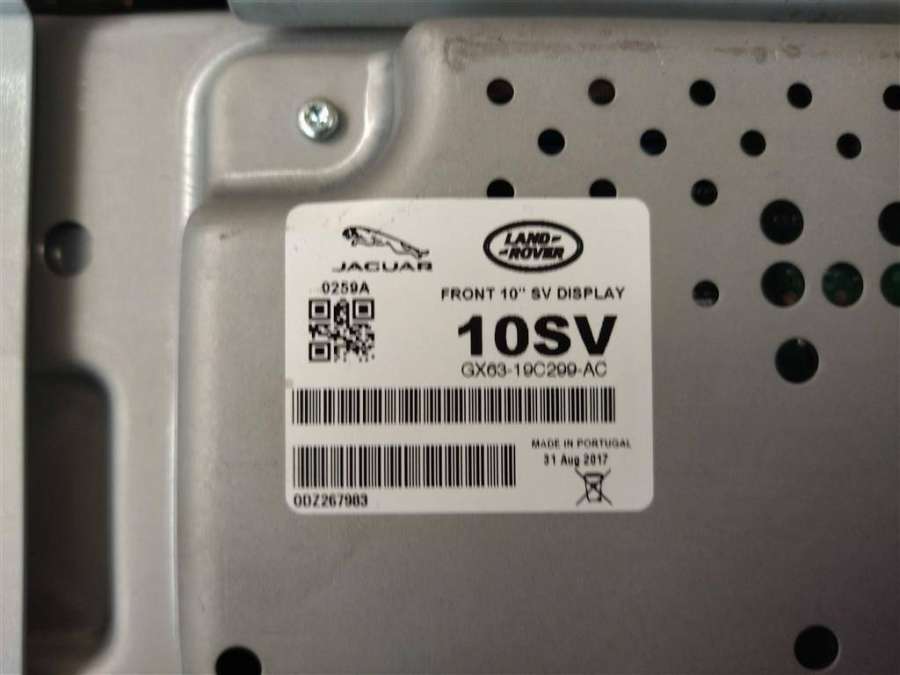 JAGUAR
LAND-
-ROVER
0259A
FRONT 10" SV DISPLAY
10SV
GX63-19C299-AC
MADE IN PORTUGAL
31 Aug 2017
0DZ267983